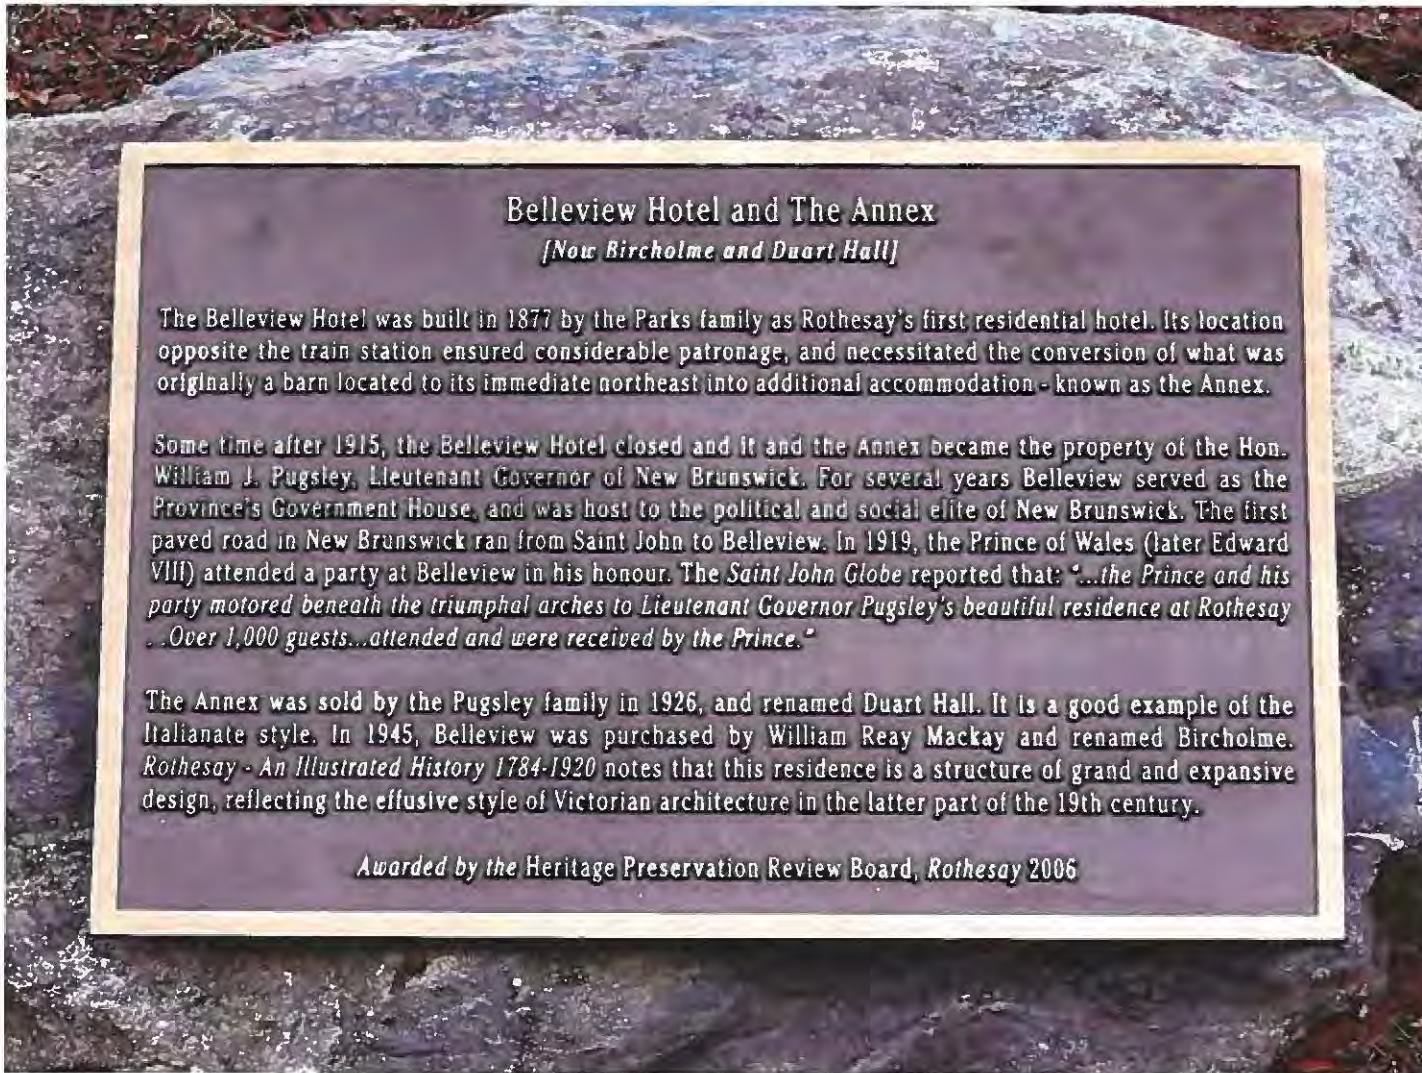 Belleview Hotel and The Annex
[Now Bircholme and Duart Hall]
The Belleview Hotel was built in 1877 by the Parks family as Rothesay's first residential hotel. Its location
opposite the train station ensured considerable patronage, and necessitated the conversion of what was
originally a barn located to its immediate northeast into additional accommodation - known as the Annex.
Some time after 1915, the Belleview Hotel closed and it and the Annex became the property of the Hon.
William J. Pugsley, Lieutenant Governor of New Brunswick. For several years Belleview served as the
Province's Government House, and was host to the political and social elite of New Brunswick. The first
paved road in New Brunswick ran from Saint John to Belleview. In 1919, the Prince of Wales (later Edward
VIII) attended a party at Belleview in his honour. The Saint John Globe reported that: "...the Prince and his
party motored beneath the triumphal arches to Lieutenant Governor Pugsley's beautiful residence at Rothesay
...Over 1,000 guests...attended and were received by the Prince."
The Annex was sold by the Pugsley family in 1926, and renamed Duart Hall. It is a good example of the
Italianate style. In 1945, Belleview was purchased by William Reay Mackay and renamed Bircholme.
Rothesay - An Illustrated History 1784-1920 notes that this residence is a structure of grand and expansive
design, reflecting the effusive style of Victorian architecture in the latter part of the 19th century.
Awarded by the Heritage Preservation Review Board, Rothesay 2006